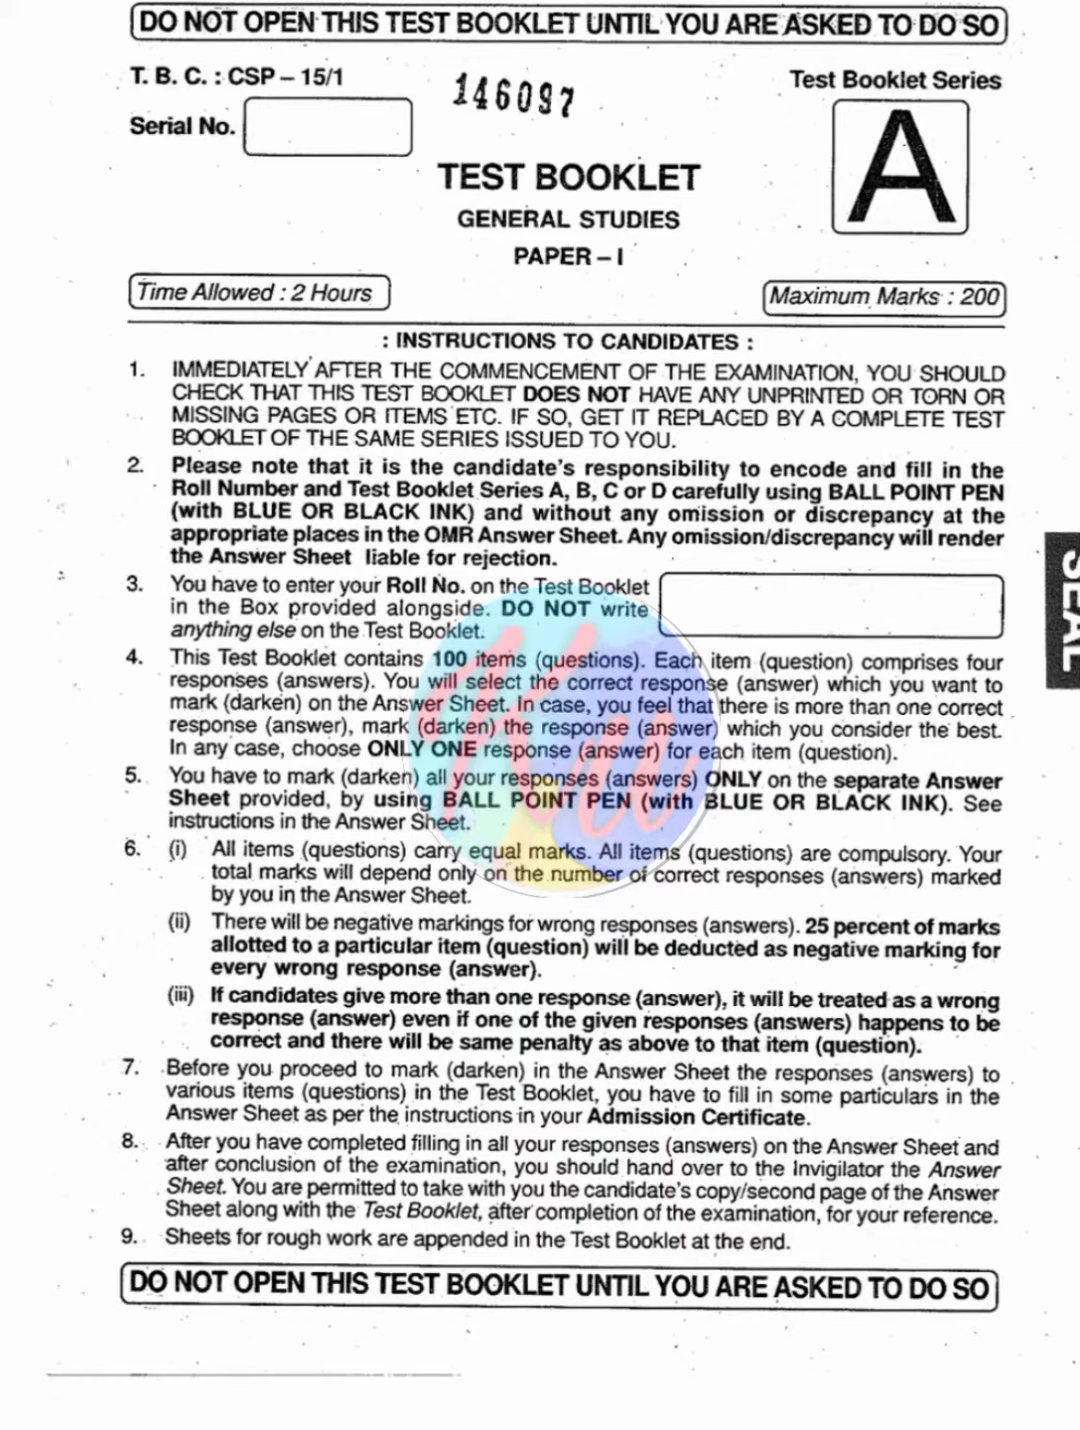 DO NOT OPEN THIS TEST BOOKLET UNTIL YOU ARE ASKED TO DO SO
T. B. C. : CSP – 15/1
146097
Test Booklet Series
Serial No.
A
TEST BOOKLET
GENERAL STUDIES
PAPER – I
Time Allowed : 2 Hours
Maximum Marks : 200
: INSTRUCTIONS TO CANDIDATES :
1. IMMEDIATELY AFTER THE COMMENCEMENT OF THE EXAMINATION, YOU SHOULD
CHECK THAT THIS TEST BOOKLET DOES NOT HAVE ANY UNPRINTED OR TORN OR
MISSING PAGES OR ITEMS ETC. IF SO, GET IT REPLACED BY A COMPLETE TEST
BOOKLET OF THE SAME SERIES ISSUED TO YOU.
2. Please note that it is the candidate's responsibility to encode and fill in the
Roll Number and Test Booklet Series A, B, C or D carefully using BALL POINT PEN
(with BLUE OR BLACK INK) and without any omission or discrepancy at the
appropriate places in the OMR Answer Sheet. Any omission/discrepancy will render
the Answer Sheet liable for rejection.
3. You have to enter your Roll No. on the Test Booklet
in the Box provided alongside. DO NOT write
anything else on the Test Booklet.
SEAL
4. This Test Booklet contains 100 items (questions). Each item (question) comprises four
responses (answers). You will select the correct response (answer) which you want to
mark (darken) on the Answer Sheet. In case, you feel that there is more than one correct
response (answer), mark (darken) the response (answer) which you consider the best.
In any case, choose ONLY ONE response (answer) for each item (question).
5. You have to mark (darken) all your responses (answers) ONLY on the separate Answer
Sheet provided, by using BALL POINT PEN (with BLUE OR BLACK INK). See
instructions in the Answer Sheet.
6. (i) All items (questions) carry equal marks. All items (questions) are compulsory. Your
total marks will depend only on the number of correct responses (answers) marked
by you in the Answer Sheet.
(ii) There will be negative markings for wrong responses (answers). 25 percent of marks
allotted to a particular item (question) will be deducted as negative marking for
every wrong response (answer).
(iii) If candidates give more than one response (answer), it will be treated as a wrong
response (answer) even if one of the given responses (answers) happens to be
correct and there will be same penalty as above to that item (question).
7. Before you proceed to mark (darken) in the Answer Sheet the responses (answers) to
various items (questions) in the Test Booklet, you have to fill in some particulars in the
Answer Sheet as per the instructions in your Admission Certificate.
8. After you have completed filling in all your responses (answers) on the Answer Sheet and
after conclusion of the examination, you should hand over to the Invigilator the Answer
Sheet. You are permitted to take with you the candidate's copy/second page of the Answer
Sheet along with the Test Booklet, after completion of the examination, for your reference.
9. Sheets for rough work are appended in the Test Booklet at the end.
DO NOT OPEN THIS TEST BOOKLET UNTIL YOU ARE ASKED TO DO SO